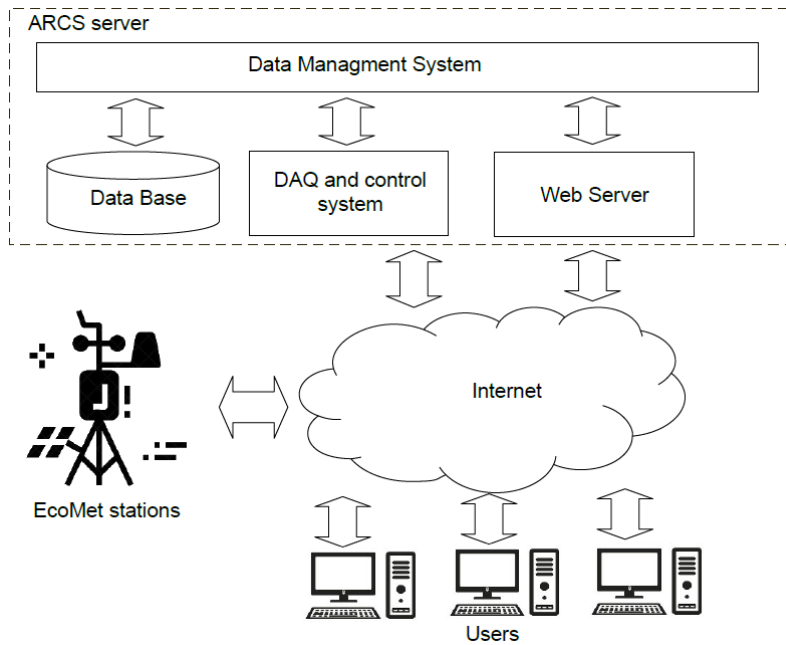 ARCS server
Data Managment System
Data Base
DAQ and control
system
Web Server
Internet
EcoMet stations
Users